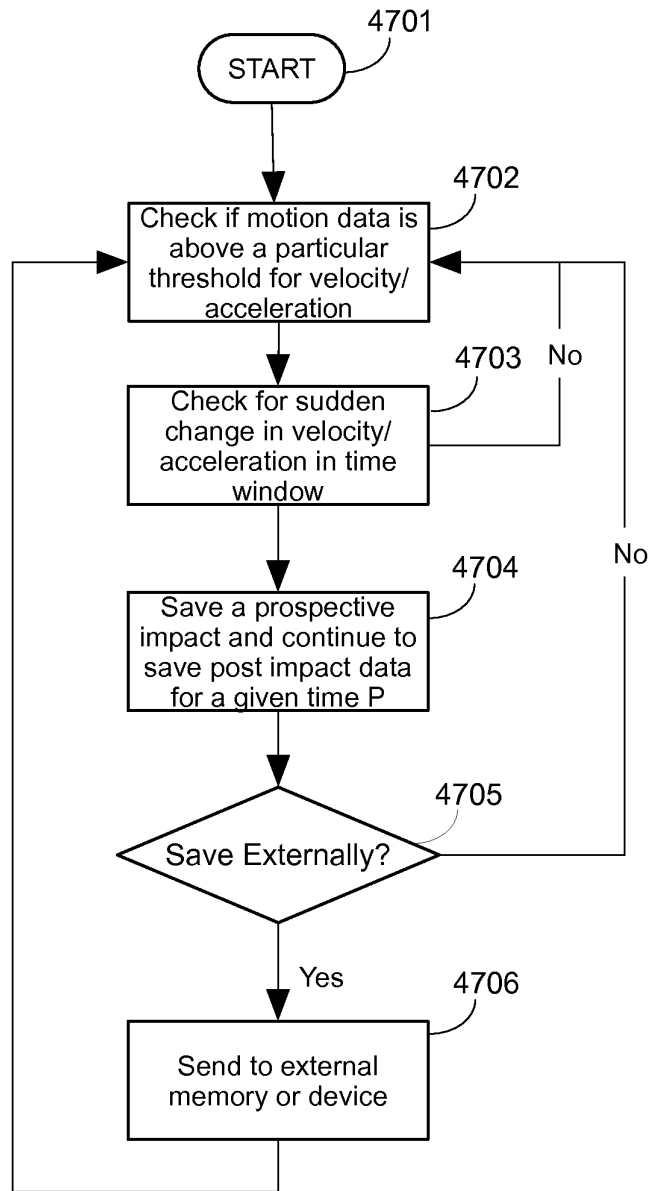 4701
START
4702
Check if motion data is
above a particular
threshold for velocity/
acceleration
4703
No
Check for sudden
change in velocity/
acceleration in time
window
No
4704
Save a prospective
impact and continue to
save post impact data
for a given time P
4705
Save Externally?
Yes
4706
Send to external
memory or device